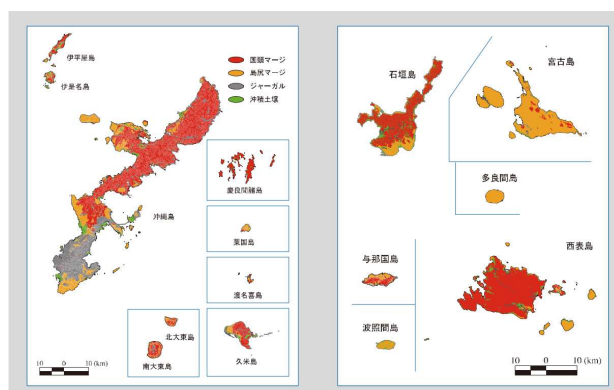 伊平屋島
伊是名島
国頭マージ
島尻マージ
ジャーガル
沖積土壌
慶良間諸島
沖縄島
粟国島
渡名喜島
北大東島
南大東島
久米島
10 0 10 (km)
石垣島
宮古島
多良間島
与那国島
西表島
波照間島
10 0 10 (km)